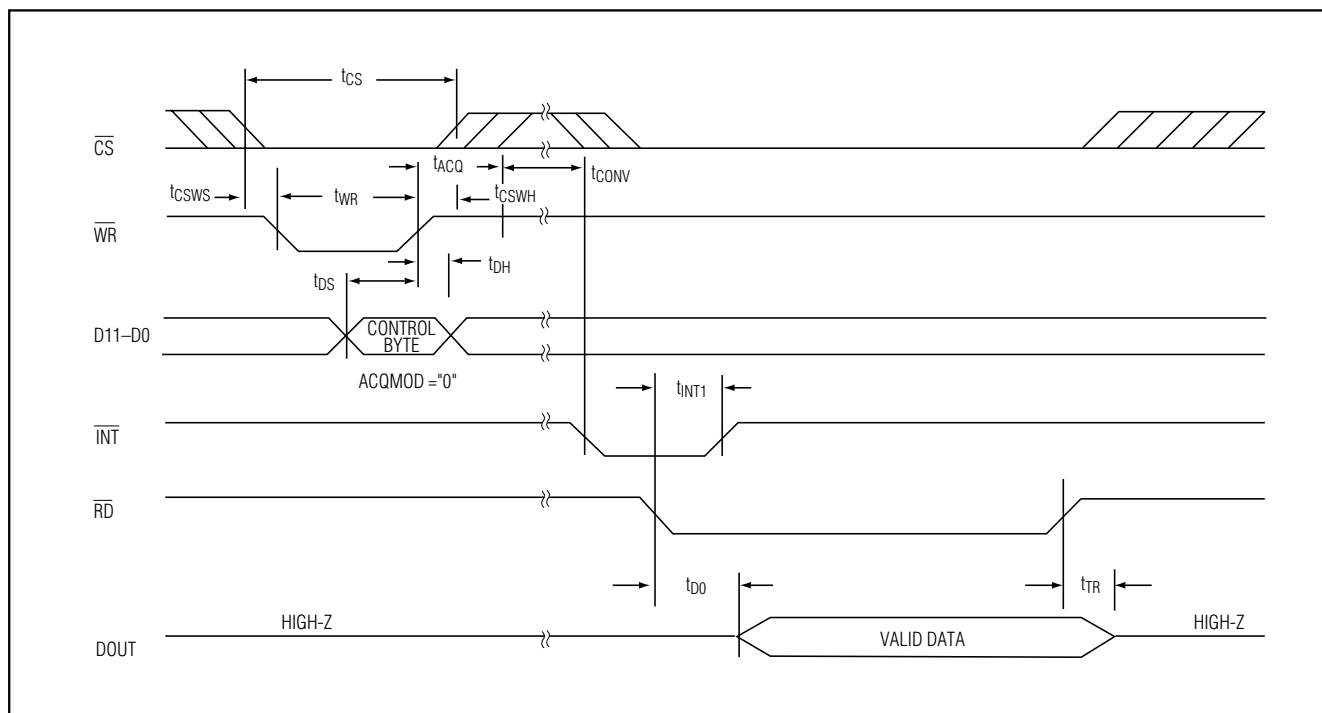 tCS
CS
tACQ
tCONV
tCSWS
tWR
tCSWH
WR
tDH
tDS
D11–D0
CONTROL
BYTE
ACQMOD ="0"
tINT1
INT
RD
tD0
tTR
HIGH-Z
HIGH-Z
VALID DATA
DOUT